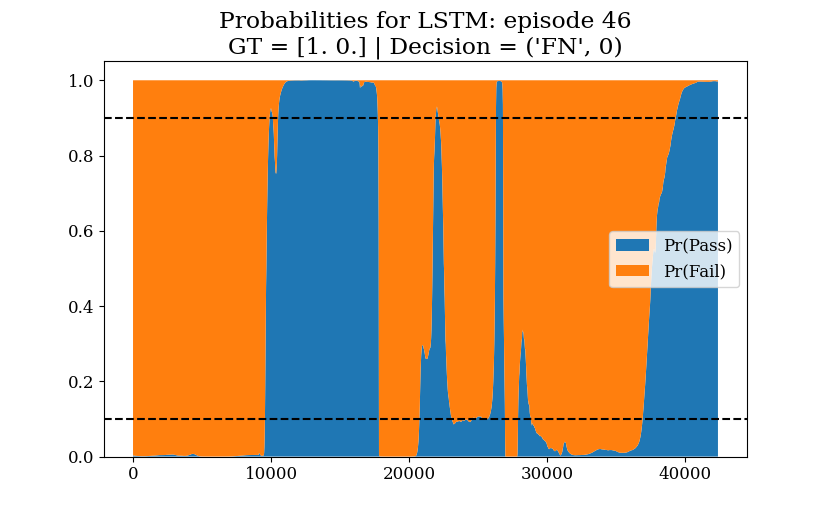 Probabilities for LSTM: episode 46
GT = [1. 0.] | Decision = ('FN', 0)
1.0
0.8
0.6
0.4
0.2
0.0
Pr(Pass)
Pr(Fail)
0
10000
20000
30000
40000